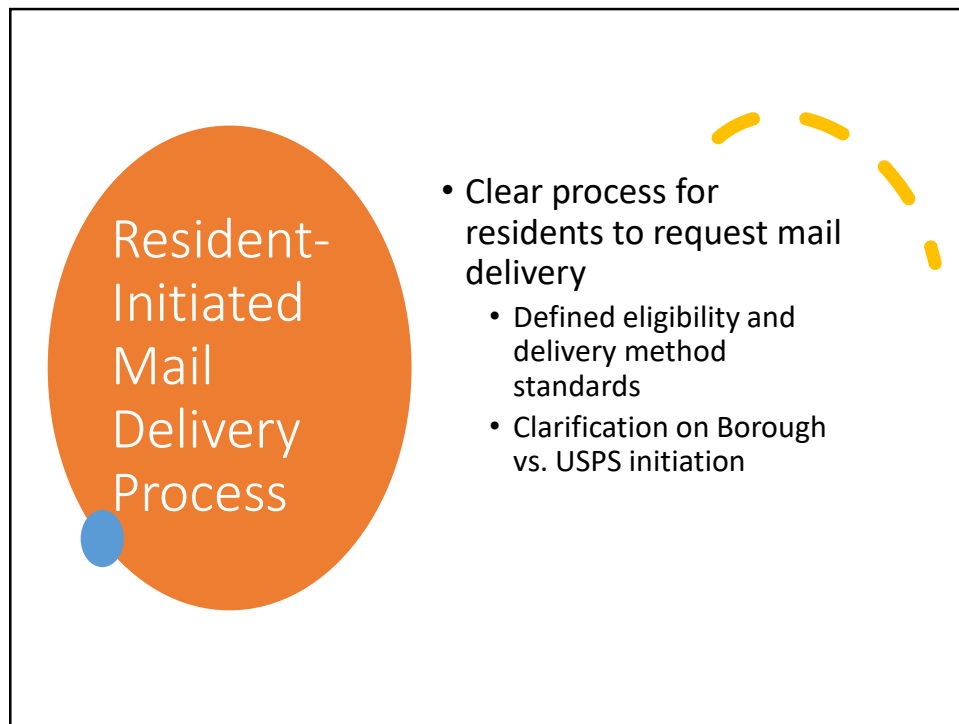 Resident-
Initiated
Mail
Delivery
Process
• Clear process for
residents to request mail
delivery
• Defined eligibility and
delivery method
standards
• Clarification on Borough
vs. USPS initiation